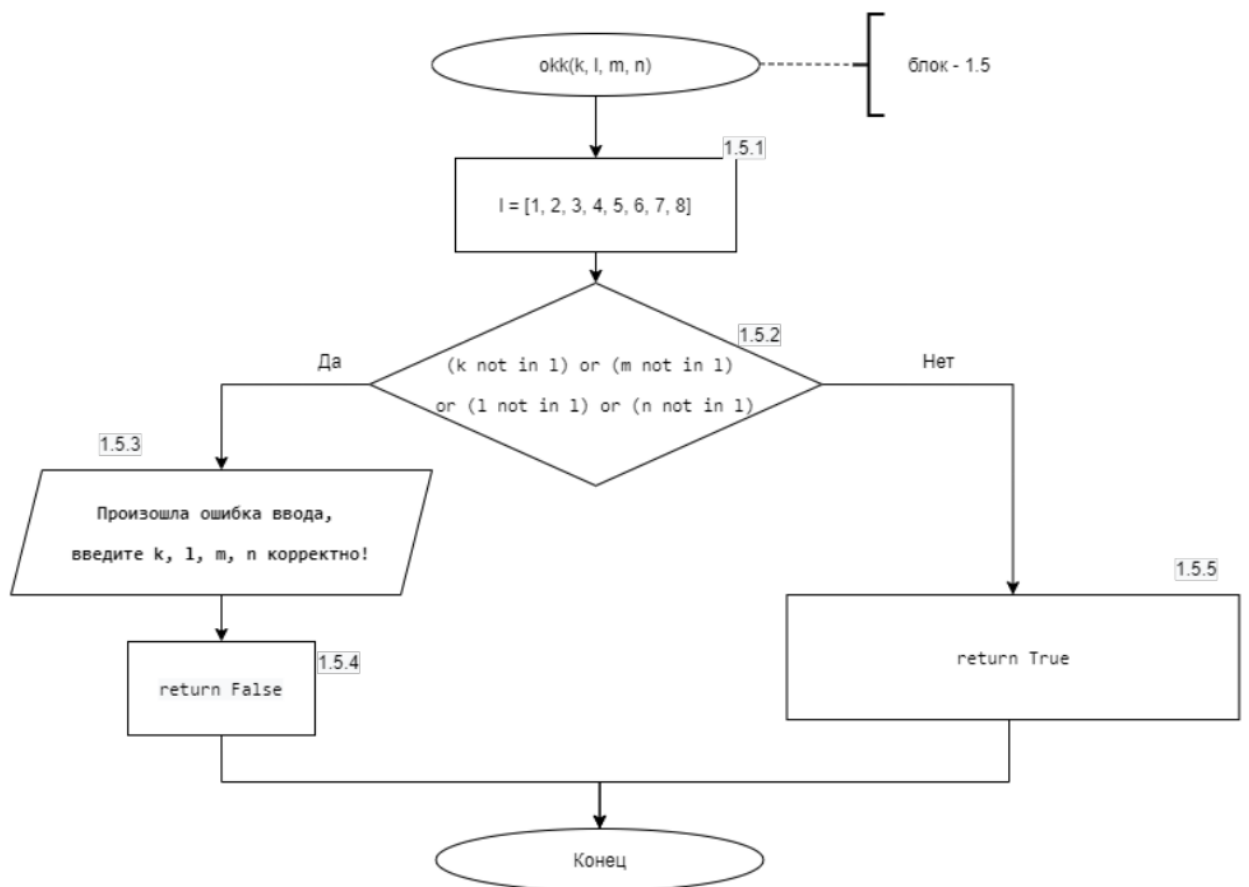 okk(k, l, m, n)
блок - 1.5
1.5.1
l = [1, 2, 3, 4, 5, 6, 7, 8]
1.5.2
Да
(k not in l) or (m not in l)
Нет
or (l not in l) or (n not in l)
1.5.3
Произошла ошибка ввода,
введите k, l, m, n корректно!
1.5.5
return True
1.5.4
return False
Конец